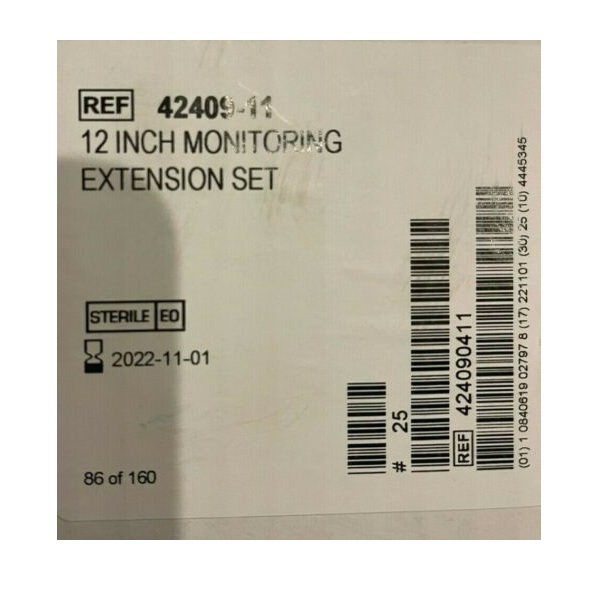 REF 42409-11
12 INCH MONITORING
EXTENSION SET
STERILE EO
2022-11-01
86 of 160
# 25
REF 424090411
(01) 1 0840619 02797 8 (17) 221101 (30) 25 (10) 4445345